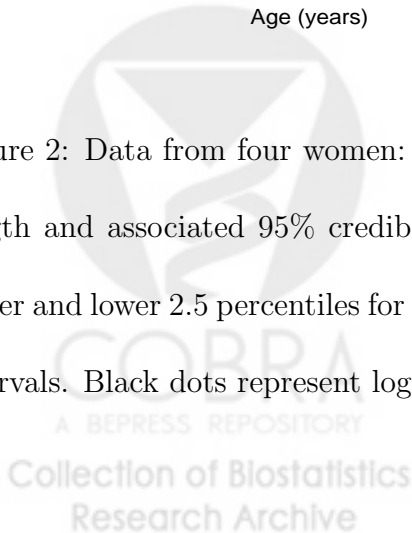 Age (years)
ure 2: Data from four women:
gth and associated 95% credib
er and lower 2.5 percentiles for
rvals. Black dots represent log
COBRA
A BEPRESS REPOSITORY
Collection of Biostatistics
Research Archive